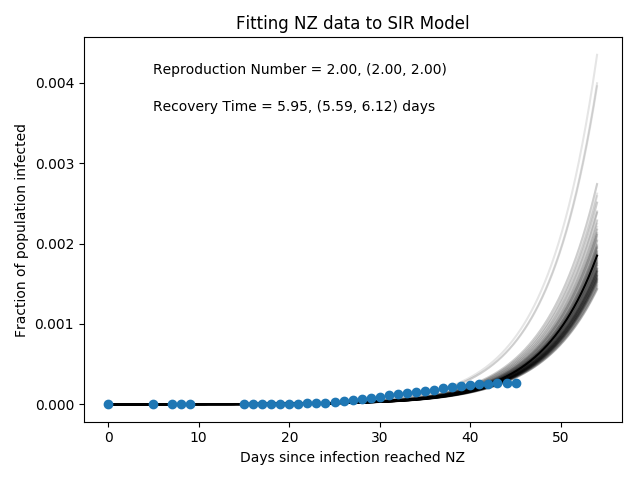 Fitting NZ data to SIR Model
Reproduction Number = 2.00, (2.00, 2.00)
Recovery Time = 5.95, (5.59, 6.12) days
Fraction of population infected
0.004
0.003
0.002
0.001
0.000
0 10 20 30 40 50
Days since infection reached NZ